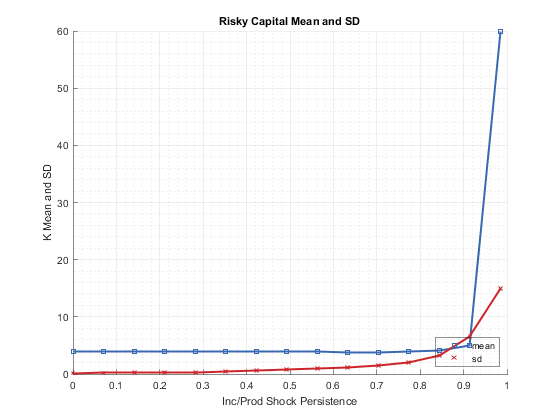 Risky Capital Mean and SD
60
50
40
30
20
10
0
K Mean and SD
mean
sd
0 0.1 0.2 0.3 0.4 0.5 0.6 0.7 0.8 0.9 1
Inc/Prod Shock Persistence